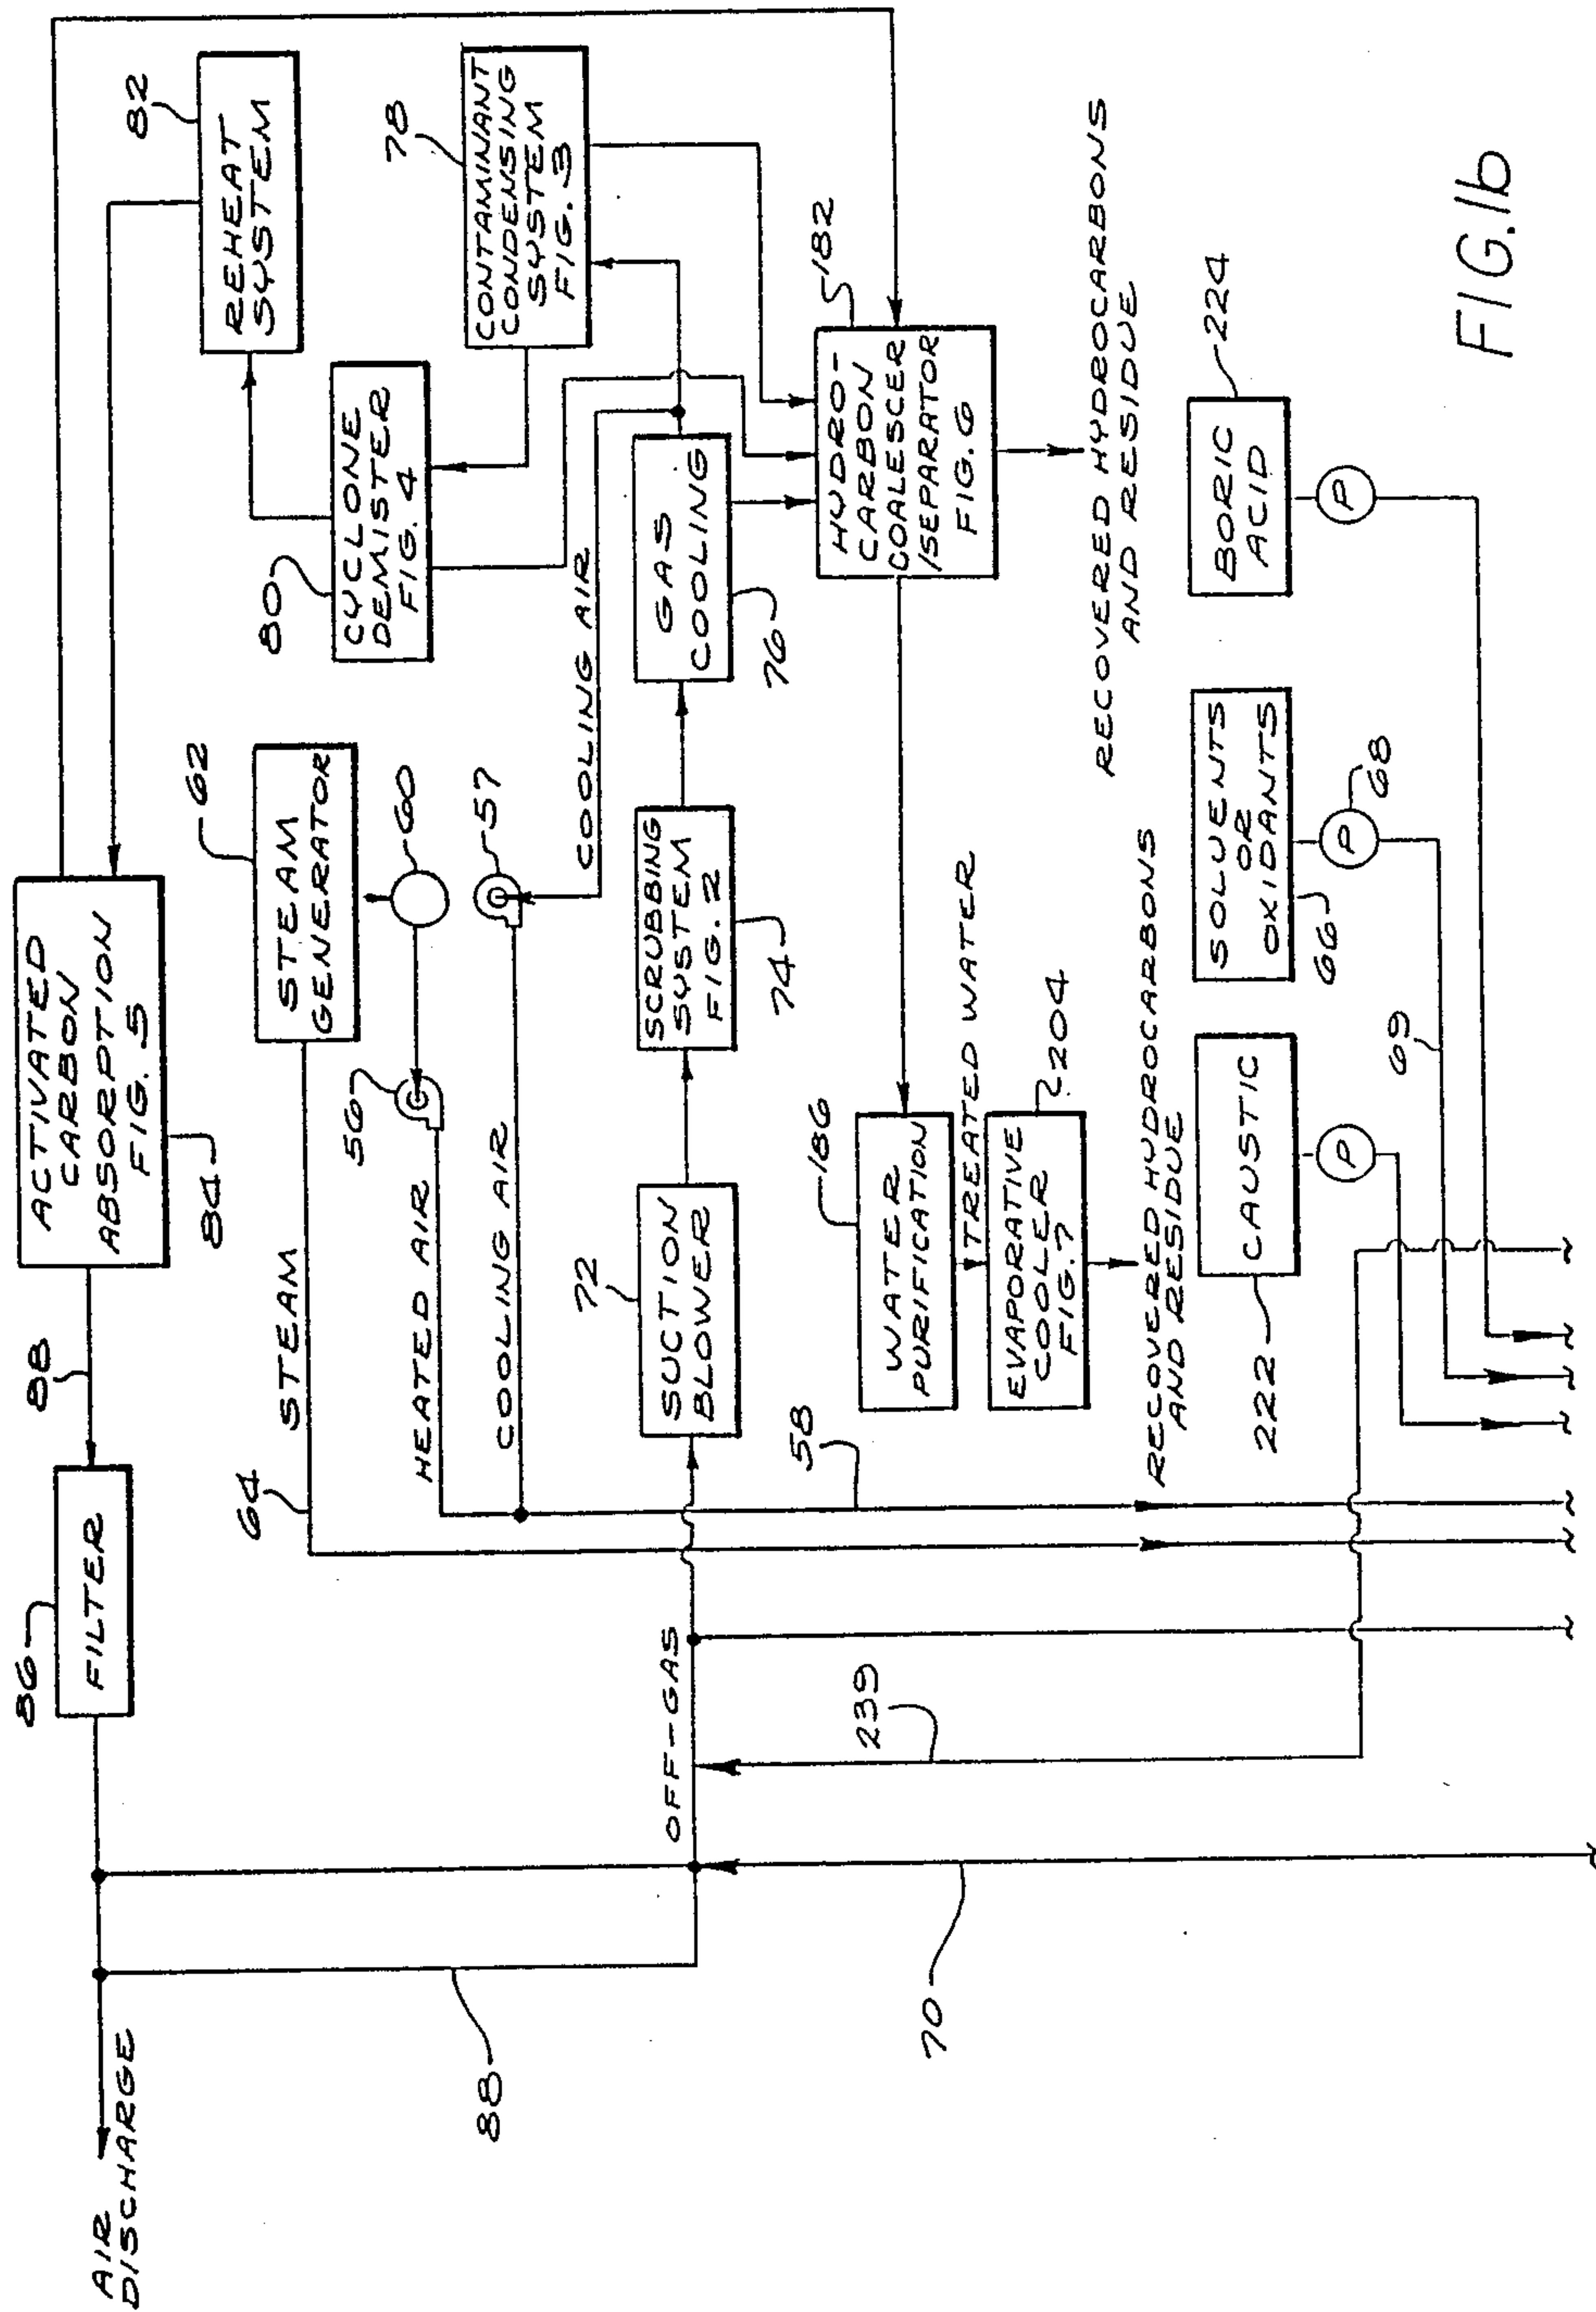 AIR
DISCHARGE
86
FILTER
88
ACTIVATED
CARBON
ABSORPTION
FIG. 5
84
82
REHEAT
SYSTEM
88
64
STEAM
62
STEAM
GENERATOR
60
56
HEATED AIR
COOLING AIR
57
COOLING AIR
80
CYCLONE
DEMISTER
FIG. 4
78
CONTAMINANT
CONDENSING
SYSTEM
FIG. 3
OFF-GAS
72
SUCTION
BLOWER
SCRUBBING
SYSTEM
FIG. 2
74
GAS
COOLING
76
182
HYDRO-
CARBON
COALESCER
/SEPARATOR
FIG. 6
70
239
58
186
WATER
PURIFICATION
TREATED WATER
EVAPORATIVE
COOLER
FIG. 7
204
RECOVERED HYDROCARBONS
AND RESIDUE
RECOVERED HYDROCARBONS
AND RESIDUE
222
CAUSTIC
P
66
SOLVENTS
OR
OXIDANTS
P
68
69
224
BORIC
ACID
P
FIG. 1b